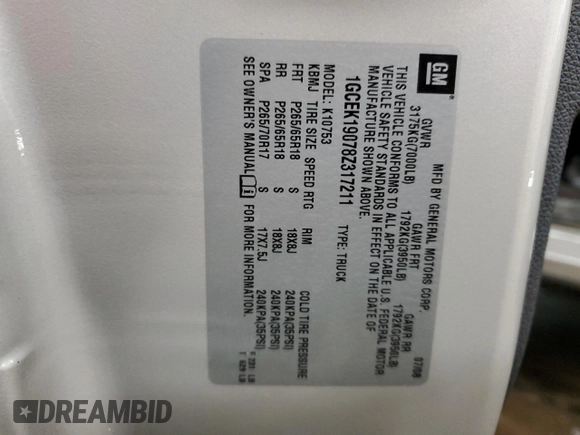 GM
MFD BY GENERAL MOTORS CORP. 07/08
GVWR GAWR FRT GAWR RR
3175KG(7000LB) 1792KG(3950LB) 1792KG(3950LB)
THIS VEHICLE CONFORMS TO ALL APPLICABLE U.S. FEDERAL MOTOR
VEHICLE SAFETY STANDARDS IN EFFECT ON THE DATE OF
MANUFACTURE SHOWN ABOVE.
1GCEK19078Z317211 TYPE: TRUCK
MODEL: K10753
KBMJ TIRE SIZE SPEED RTG RIM COLD TIRE PRESSURE
FRT P265/65R18 S 18X8J 240KPA(35PSI)
RR P265/65R18 S 18X8J 240KPA(35PSI)
SPA P265/70R17 S 17X7.5J 240KPA(35PSI)
SEE OWNER'S MANUAL FOR MORE INFORMATION.
DREAMBID